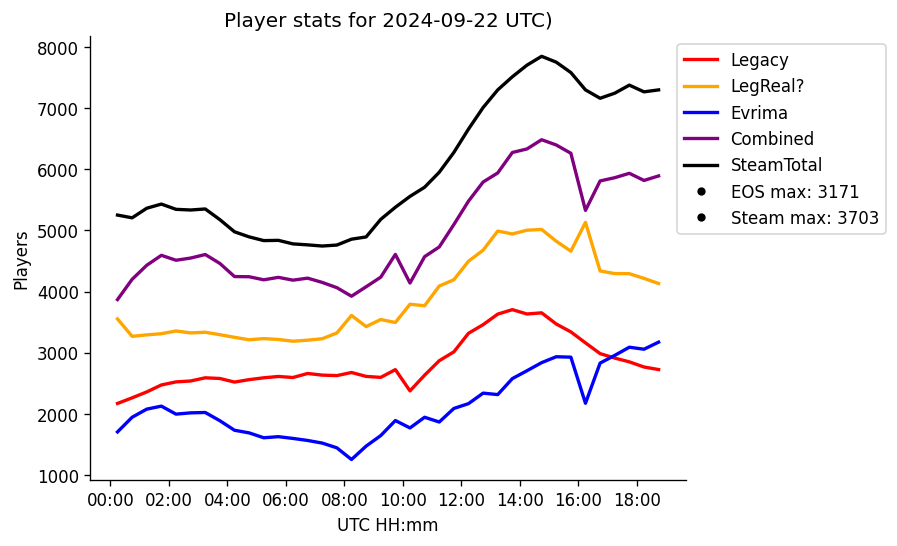 Player stats for 2024-09-22 UTC)
8000
7000
6000
5000
4000
3000
2000
1000
Players
00:00 02:00 04:00 06:00 08:00 10:00 12:00 14:00 16:00 18:00
UTC HH:mm
Legacy
LegReal?
Evrima
Combined
SteamTotal
EOS max: 3171
Steam max: 3703